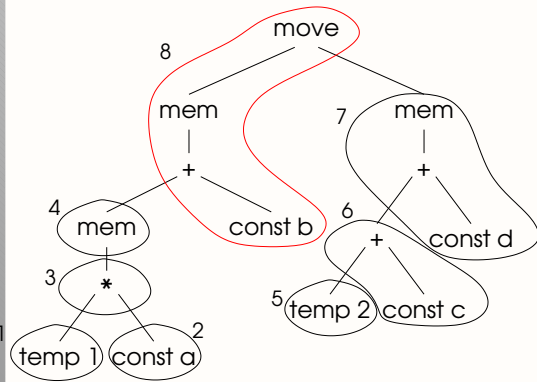 move
8
mem
mem
7
+
+
4
6
mem
const b
+
const d
3
*
5
temp 2
const c
1
2
temp 1
const a